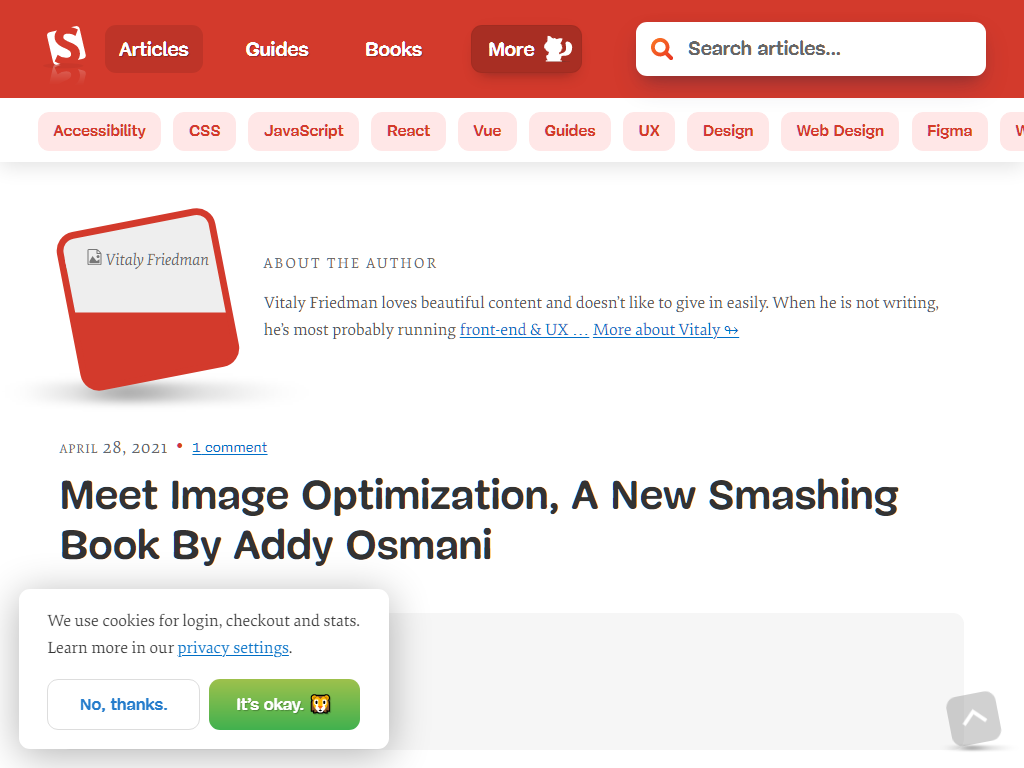 Articles
Guides
Books
More
Search articles...
Accessibility
CSS
JavaScript
React
Vue
Guides
UX
Design
Web Design
Figma
Vitaly Friedman
ABOUT THE AUTHOR
Vitaly Friedman loves beautiful content and doesn’t like to give in easily. When he is not writing,
he’s most probably running front-end & UX … More about Vitaly ↬
APRIL 28, 2021 • 1 comment
Meet Image Optimization, A New Smashing
Book By Addy Osmani
We use cookies for login, checkout and stats.
Learn more in our privacy settings.
No, thanks.
It’s okay. 🐯